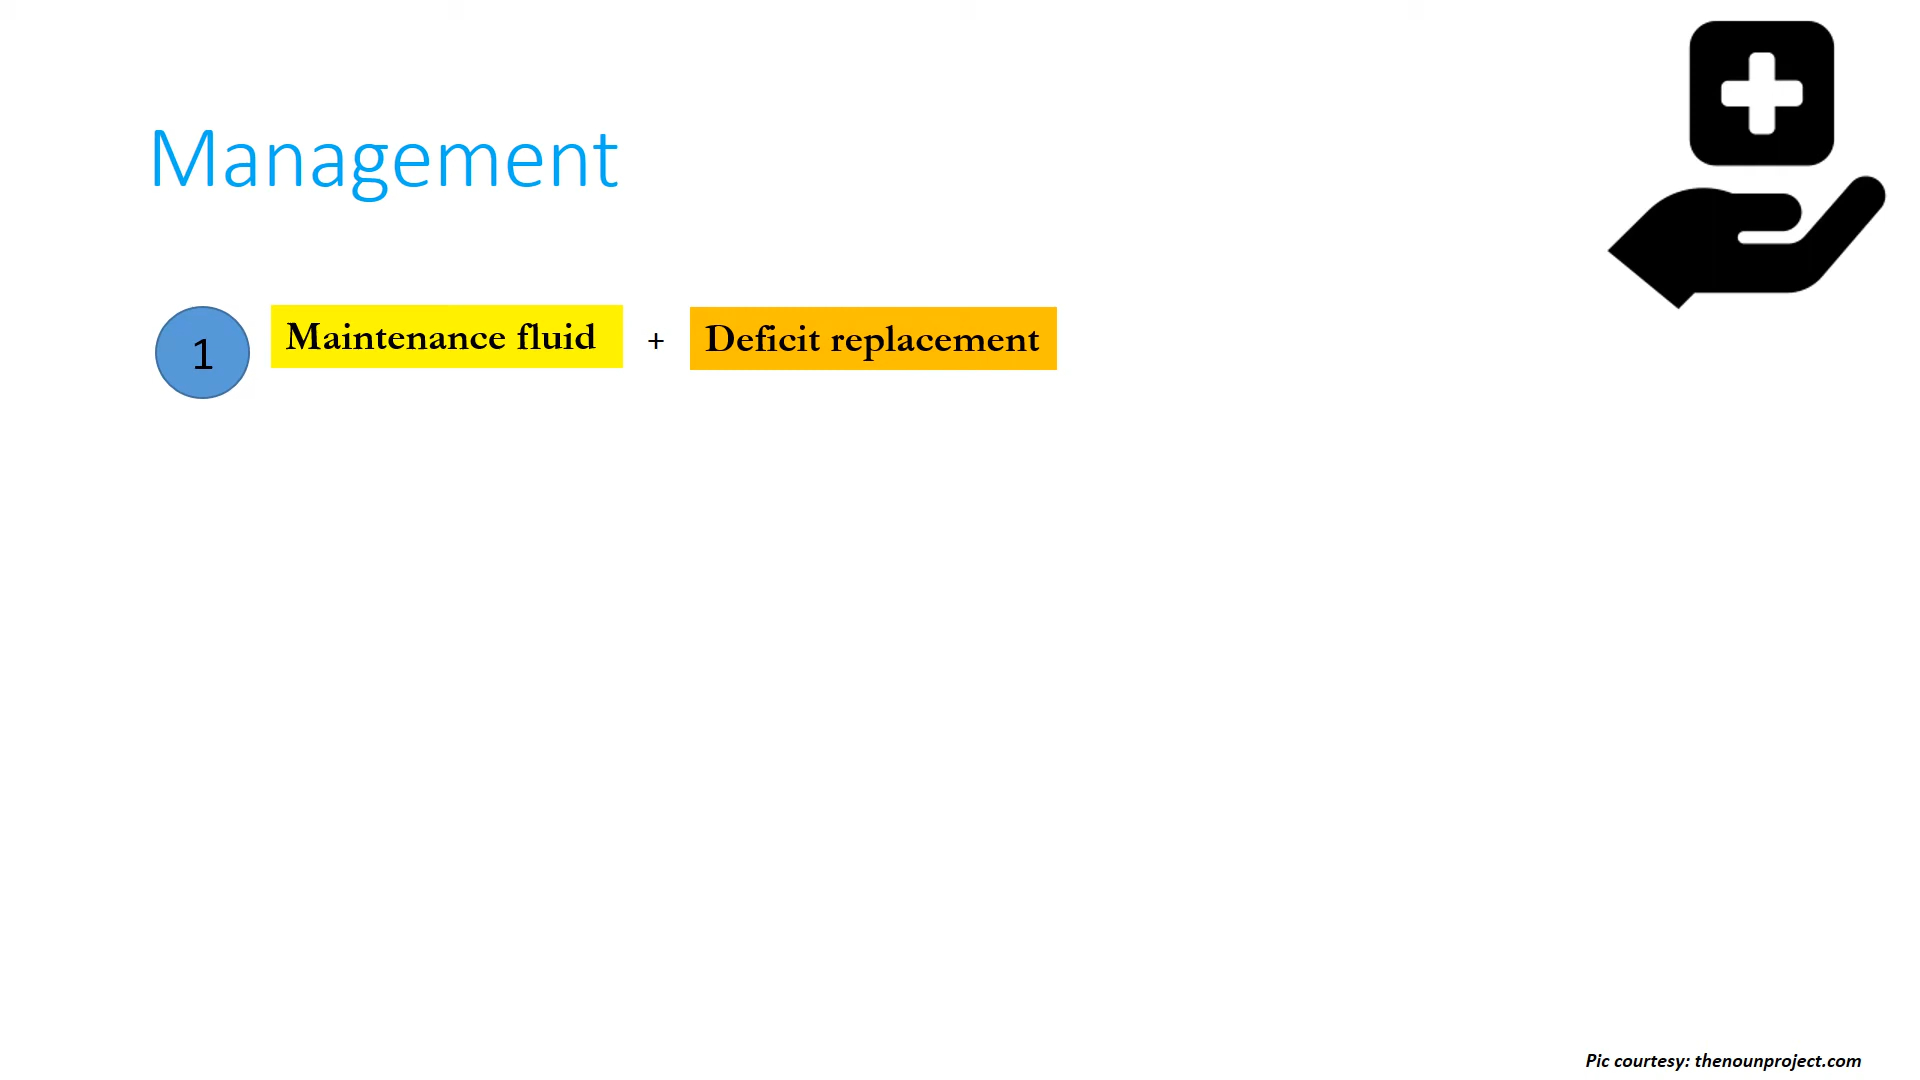 Management
1 Maintenance fluid + Deficit replacement
Pic courtesy: thenounproject.com